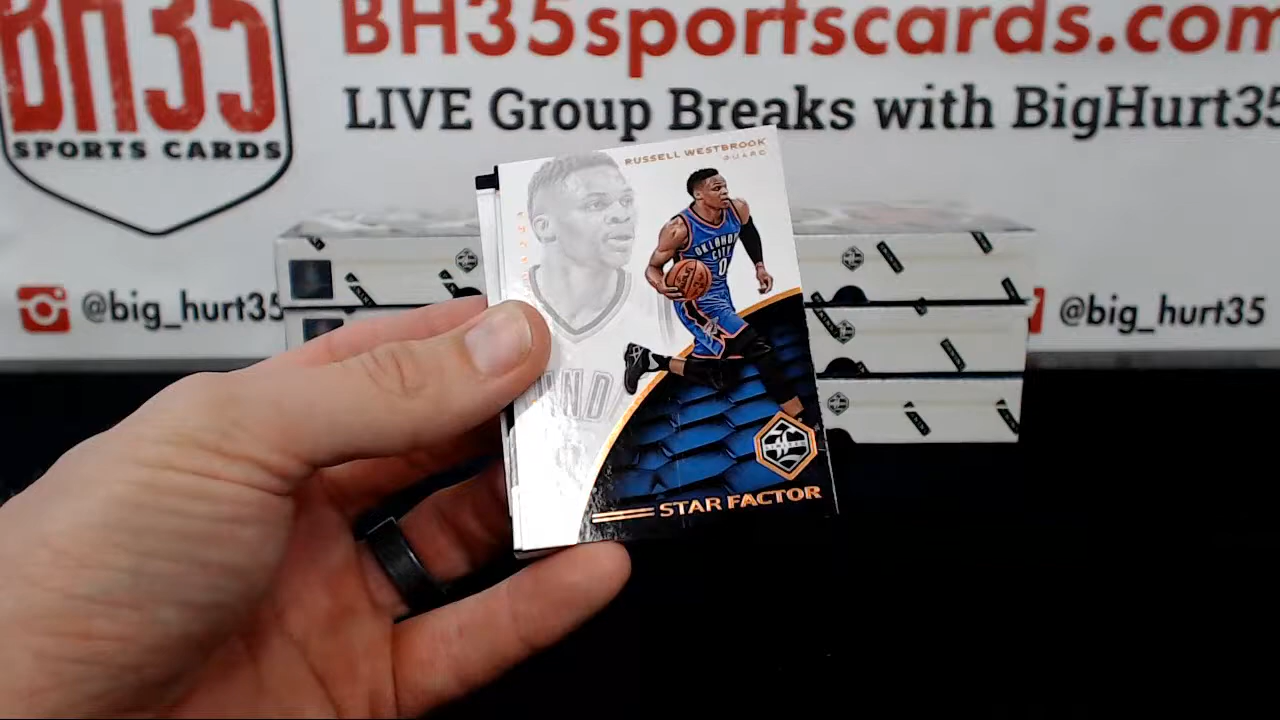 BH35
SPORTS CARDS
BH35sportscards.com
LIVE Group Breaks with BigHurt35
@big_hurt35
@big_hurt35
RUSSELL WESTBROOK
GUARD
OKLAHOMA
CITY
0
LIMITED
STAR FACTOR